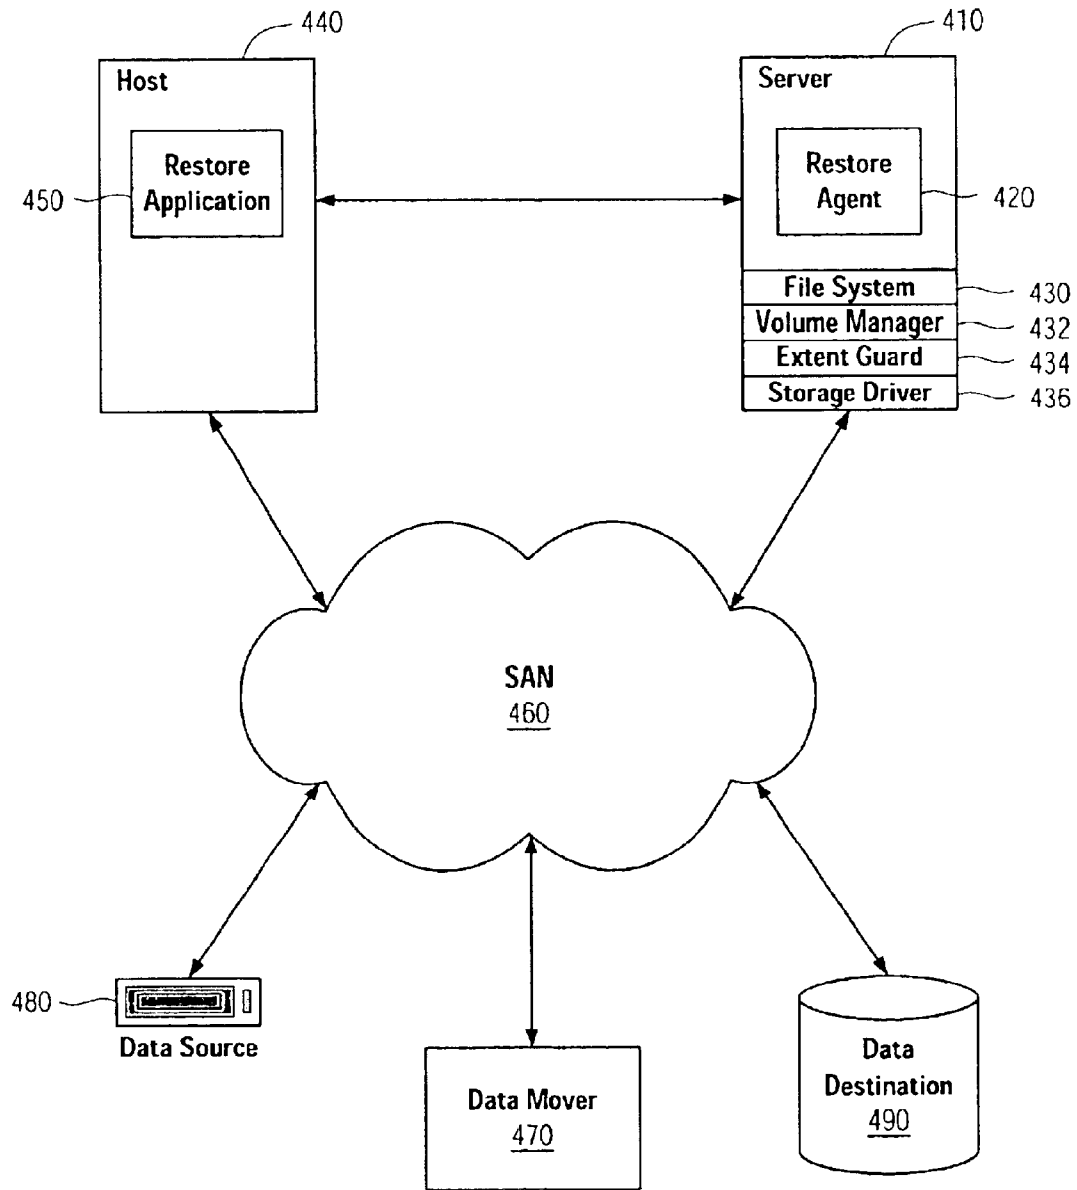 440
410
Host
Server
Restore
Application
450
Restore
Agent
420
File System
430
Volume Manager
432
Extent Guard
434
Storage Driver
436
SAN
460
480
Data Source
Data Mover
470
Data
Destination
490